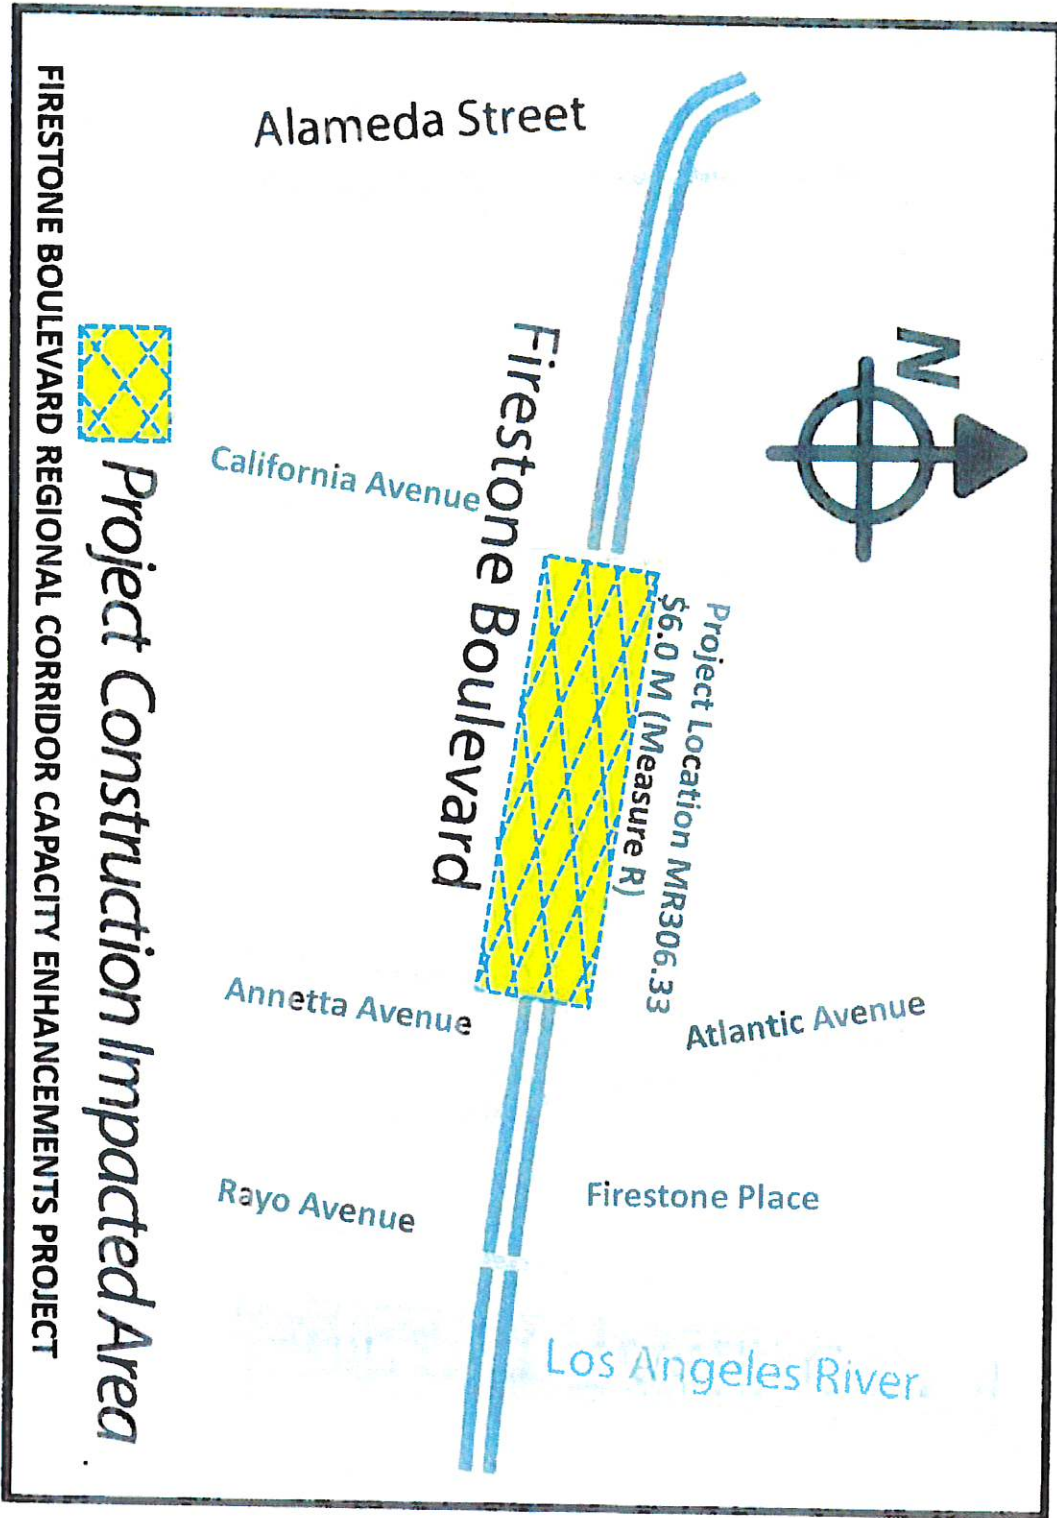 N
Alameda Street
Project Location MR306.33
$6.0 M (Measure R)
Atlantic Avenue
Firestone Place
Los Angeles River
Firestone Boulevard
California Avenue
Annetta Avenue
Rayo Avenue
Project Construction Impacted Area
FIRESTONE BOULEVARD REGIONAL CORRIDOR CAPACITY ENHANCEMENTS PROJECT